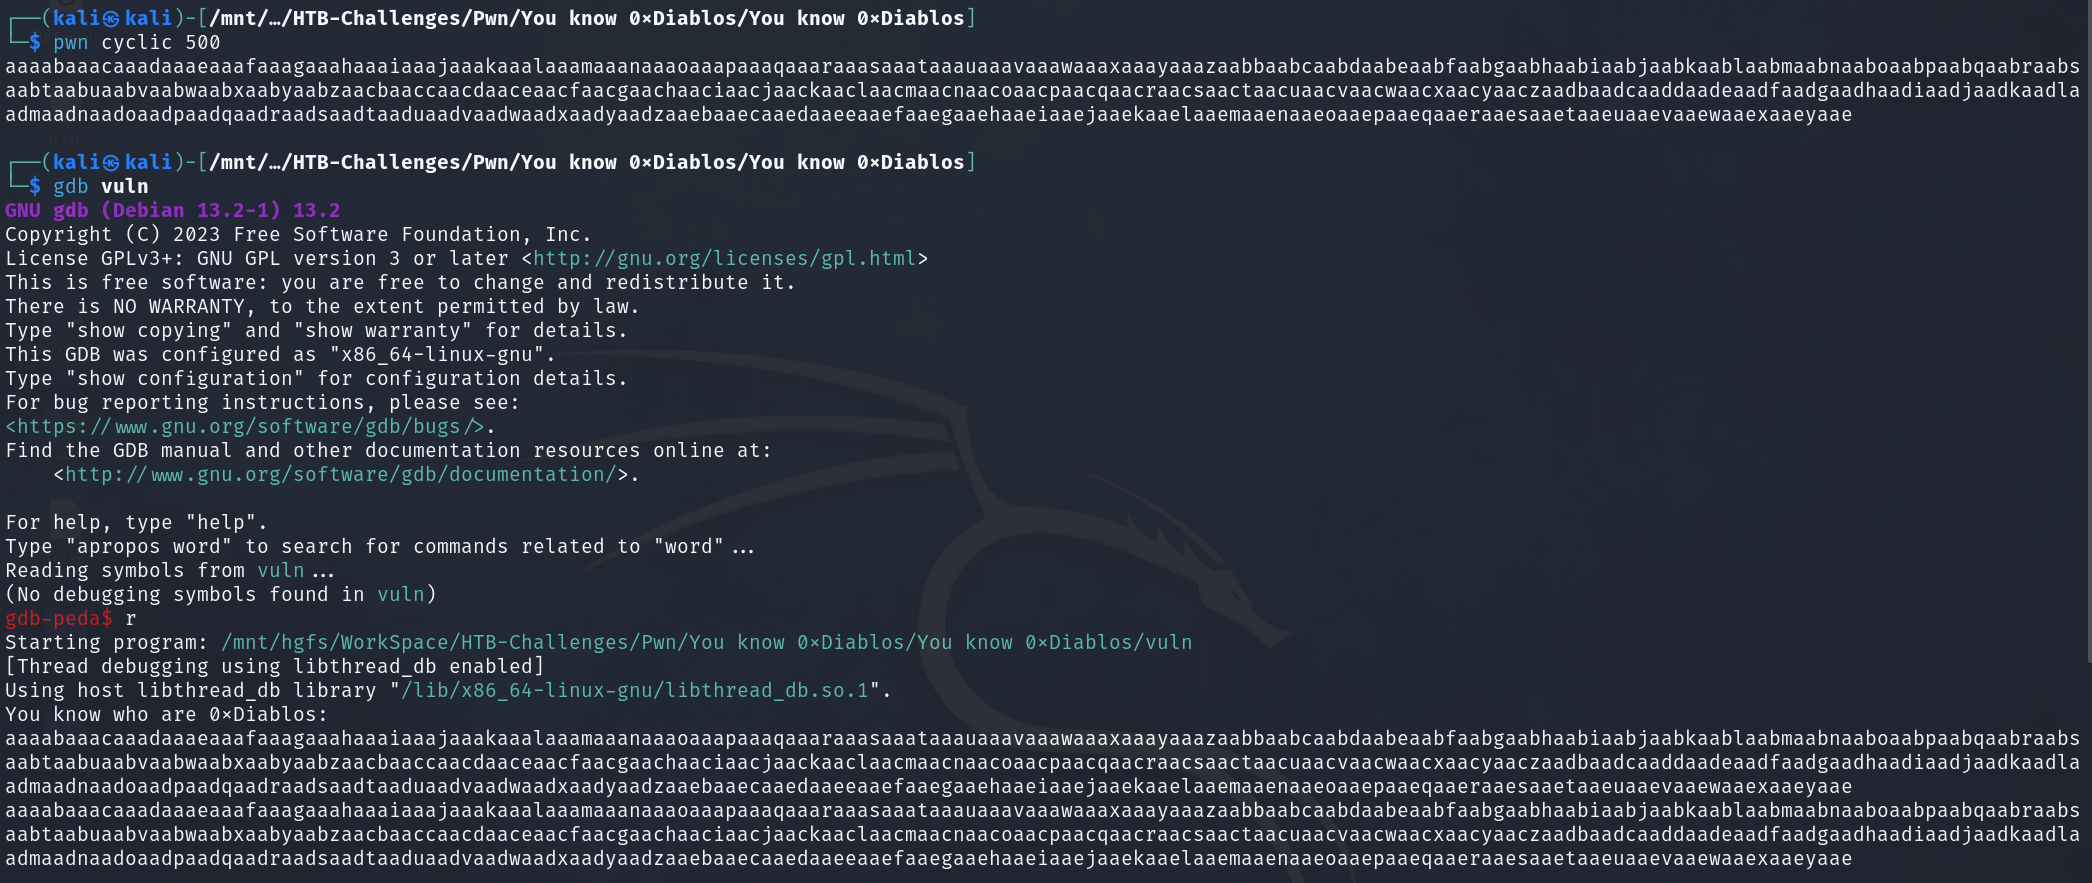 ┌──(kali㉿kali)-[/mnt/…/HTB-Challenges/Pwn/You know 0×Diablos/You know 0×Diablos]
└─$ pwn cyclic 500
aaaabaaacaaadaaaeaaafaaagaaahaaaiaaajaaakaaalaaamaaanaaaoaaapaaaqaaaraaasaaataaauaaavaaawaaaxaaayaaazaabbaabcaabdaabeaabfaabgaabhaabiaabjaabkaablaabmaabnaaboaabpaabqaabraabs
aabtaabuaabvaabwaabxaabyaabzaacbaaccaacdaaceaacfaacgaachaaciaacjaackaaclaacmaacnaacoaacpaacqaacraacsaactaacuaacvaacwaacxaacyaaczaadbaadcaaddaadeaadfaadgaadhaadiaadjaadkaadla
admaadnaadoaadpaadqaadraadsaadtaaduaadvaadwaadxaadyaadzaaebaaecaaedaaeeaaefaaegaaehaaeiaaejaaekaaelaaemaaenaaeoaaepaaeqaaeraaesaaetaaeuaaevaaewaaexaaeyaae
┌──(kali㉿kali)-[/mnt/…/HTB-Challenges/Pwn/You know 0×Diablos/You know 0×Diablos]
└─$ gdb vuln
GNU gdb (Debian 13.2-1) 13.2
Copyright (C) 2023 Free Software Foundation, Inc.
License GPLv3+: GNU GPL version 3 or later <http://gnu.org/licenses/gpl.html>
This is free software: you are free to change and redistribute it.
There is NO WARRANTY, to the extent permitted by law.
Type "show copying" and "show warranty" for details.
This GDB was configured as "x86_64-linux-gnu".
Type "show configuration" for configuration details.
For bug reporting instructions, please see:
<https://www.gnu.org/software/gdb/bugs/>.
Find the GDB manual and other documentation resources online at:
    <http://www.gnu.org/software/gdb/documentation/>.
For help, type "help".
Type "apropos word" to search for commands related to "word"...
Reading symbols from vuln...
(No debugging symbols found in vuln)
gdb-peda$ r
Starting program: /mnt/hgfs/WorkSpace/HTB-Challenges/Pwn/You know 0×Diablos/You know 0×Diablos/vuln
[Thread debugging using libthread_db enabled]
Using host libthread_db library "/lib/x86_64-linux-gnu/libthread_db.so.1".
You know who are 0×Diablos:
aaaabaaacaaadaaaeaaafaaagaaahaaaiaaajaaakaaalaaamaaanaaaoaaapaaaqaaaraaasaaataaauaaavaaawaaaxaaayaaazaabbaabcaabdaabeaabfaabgaabhaabiaabjaabkaablaabmaabnaaboaabpaabqaabraabs
aabtaabuaabvaabwaabxaabyaabzaacbaaccaacdaaceaacfaacgaachaaciaacjaackaaclaacmaacnaacoaacpaacqaacraacsaactaacuaacvaacwaacxaacyaaczaadbaadcaaddaadeaadfaadgaadhaadiaadjaadkaadla
admaadnaadoaadpaadqaadraadsaadtaaduaadvaadwaadxaadyaadzaaebaaecaaedaaeeaaefaaegaaehaaeiaaejaaekaaelaaemaaenaaeoaaepaaeqaaeraaesaaetaaeuaaevaaewaaexaaeyaae
aaaabaaacaaadaaaeaaafaaagaaahaaaiaaajaaakaaalaaamaaanaaaoaaapaaaqaaaraaasaaataaauaaavaaawaaaxaaayaaazaabbaabcaabdaabeaabfaabgaabhaabiaabjaabkaablaabmaabnaaboaabpaabqaabraabs
aabtaabuaabvaabwaabxaabyaabzaacbaaccaacdaaceaacfaacgaachaaciaacjaackaaclaacmaacnaacoaacpaacqaacraacsaactaacuaacvaacwaacxaacyaaczaadbaadcaaddaadeaadfaadgaadhaadiaadjaadkaadla
admaadnaadoaadpaadqaadraadsaadtaaduaadvaadwaadxaadyaadzaaebaaecaaedaaeeaaefaaegaaehaaeiaaejaaekaaelaaemaaenaaeoaaepaaeqaaeraaesaaetaaeuaaevaaewaaexaaeyaae